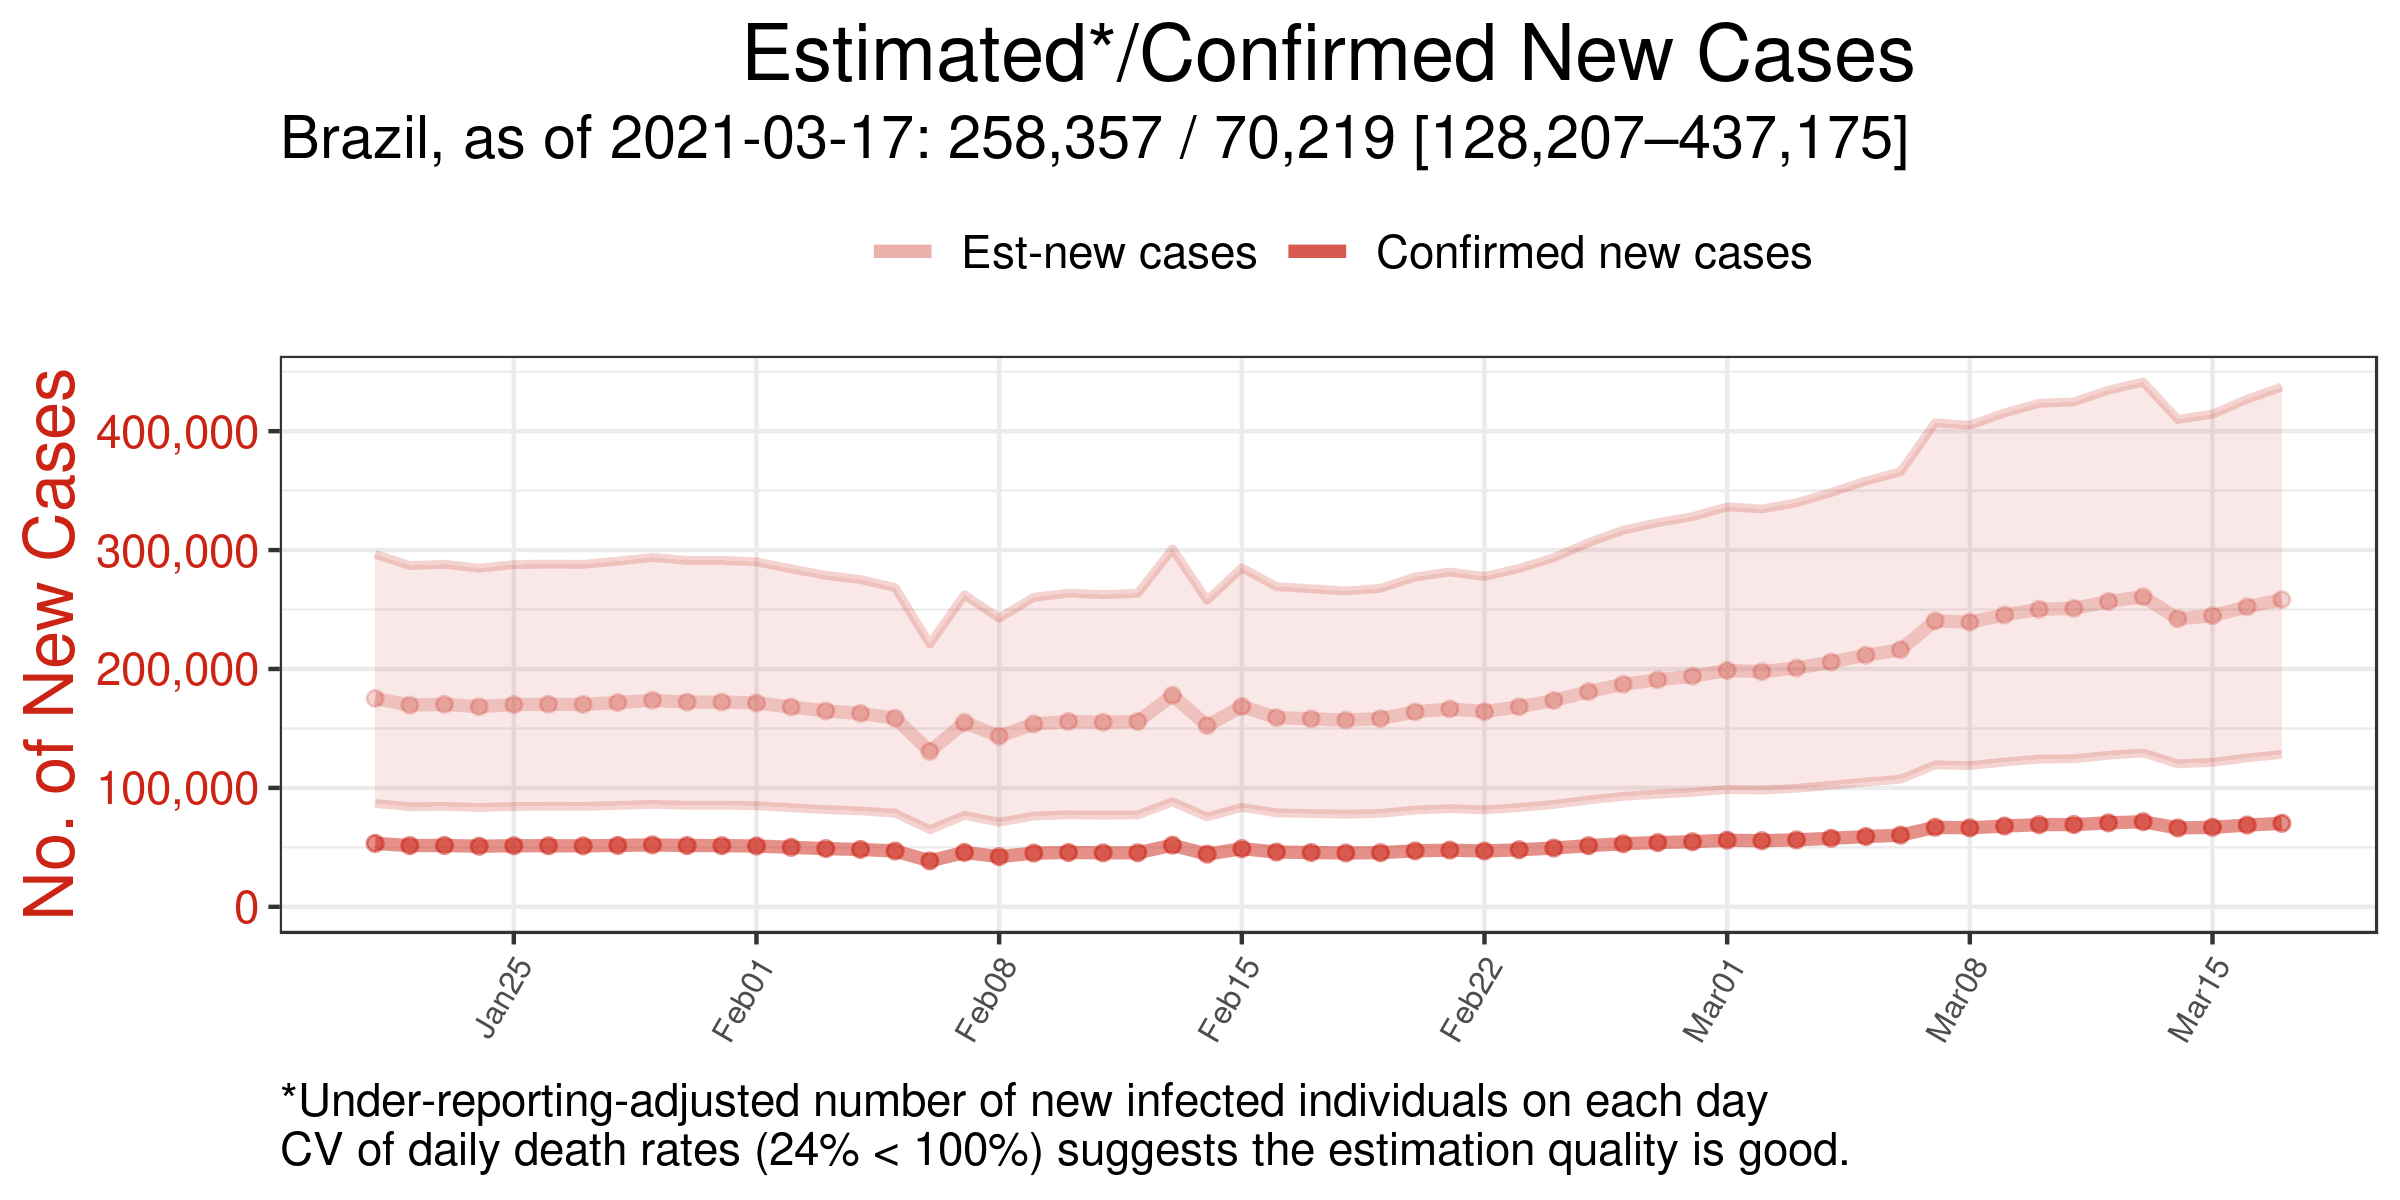 Estimated*/Confirmed New Cases
Brazil, as of 2021-03-17: 258,357 / 70,219 [128,207–437,175]
Est-new cases Confirmed new cases
No. of New Cases
400,000
300,000
200,000
100,000
0
Jan25 Feb01 Feb08 Feb15 Feb22 Mar01 Mar08 Mar15
*Under-reporting-adjusted number of new infected individuals on each day
CV of daily death rates (24% < 100%) suggests the estimation quality is good.